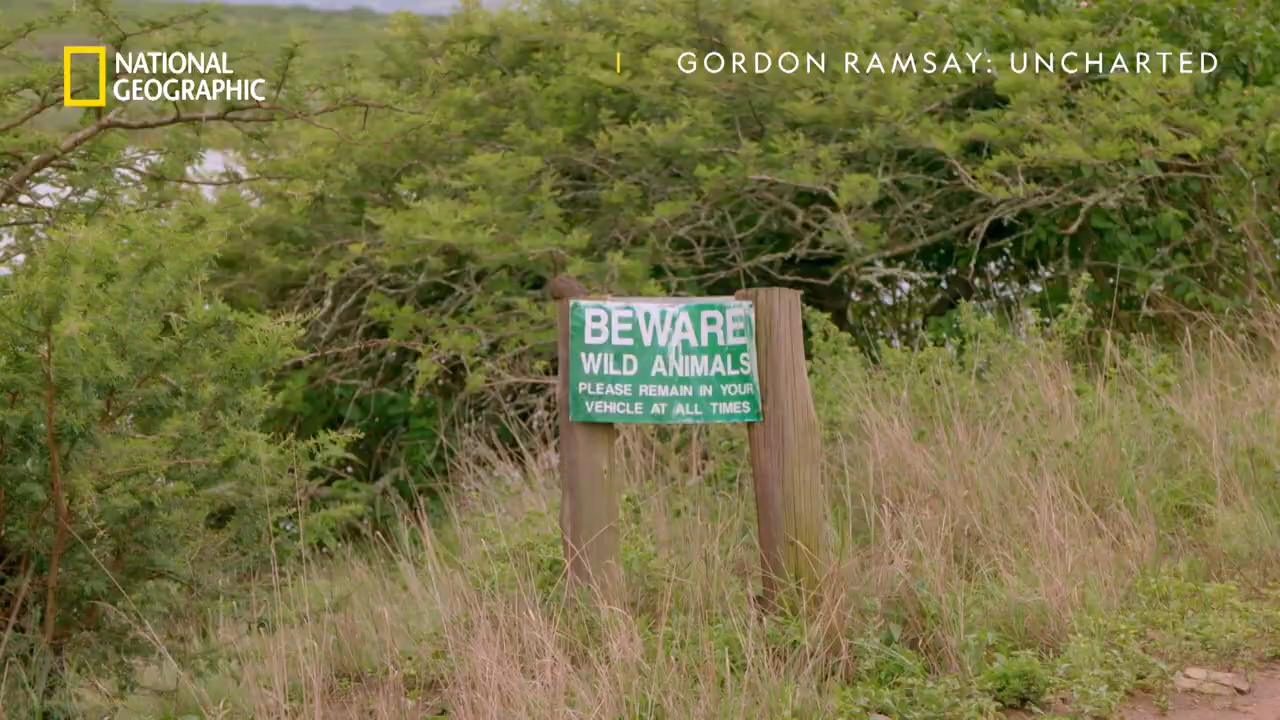 NATIONAL
GEOGRAPHIC
GORDON RAMSAY: UNCHARTED
BEWARE
WILD ANIMALS
PLEASE REMAIN IN YOUR
VEHICLE AT ALL TIMES